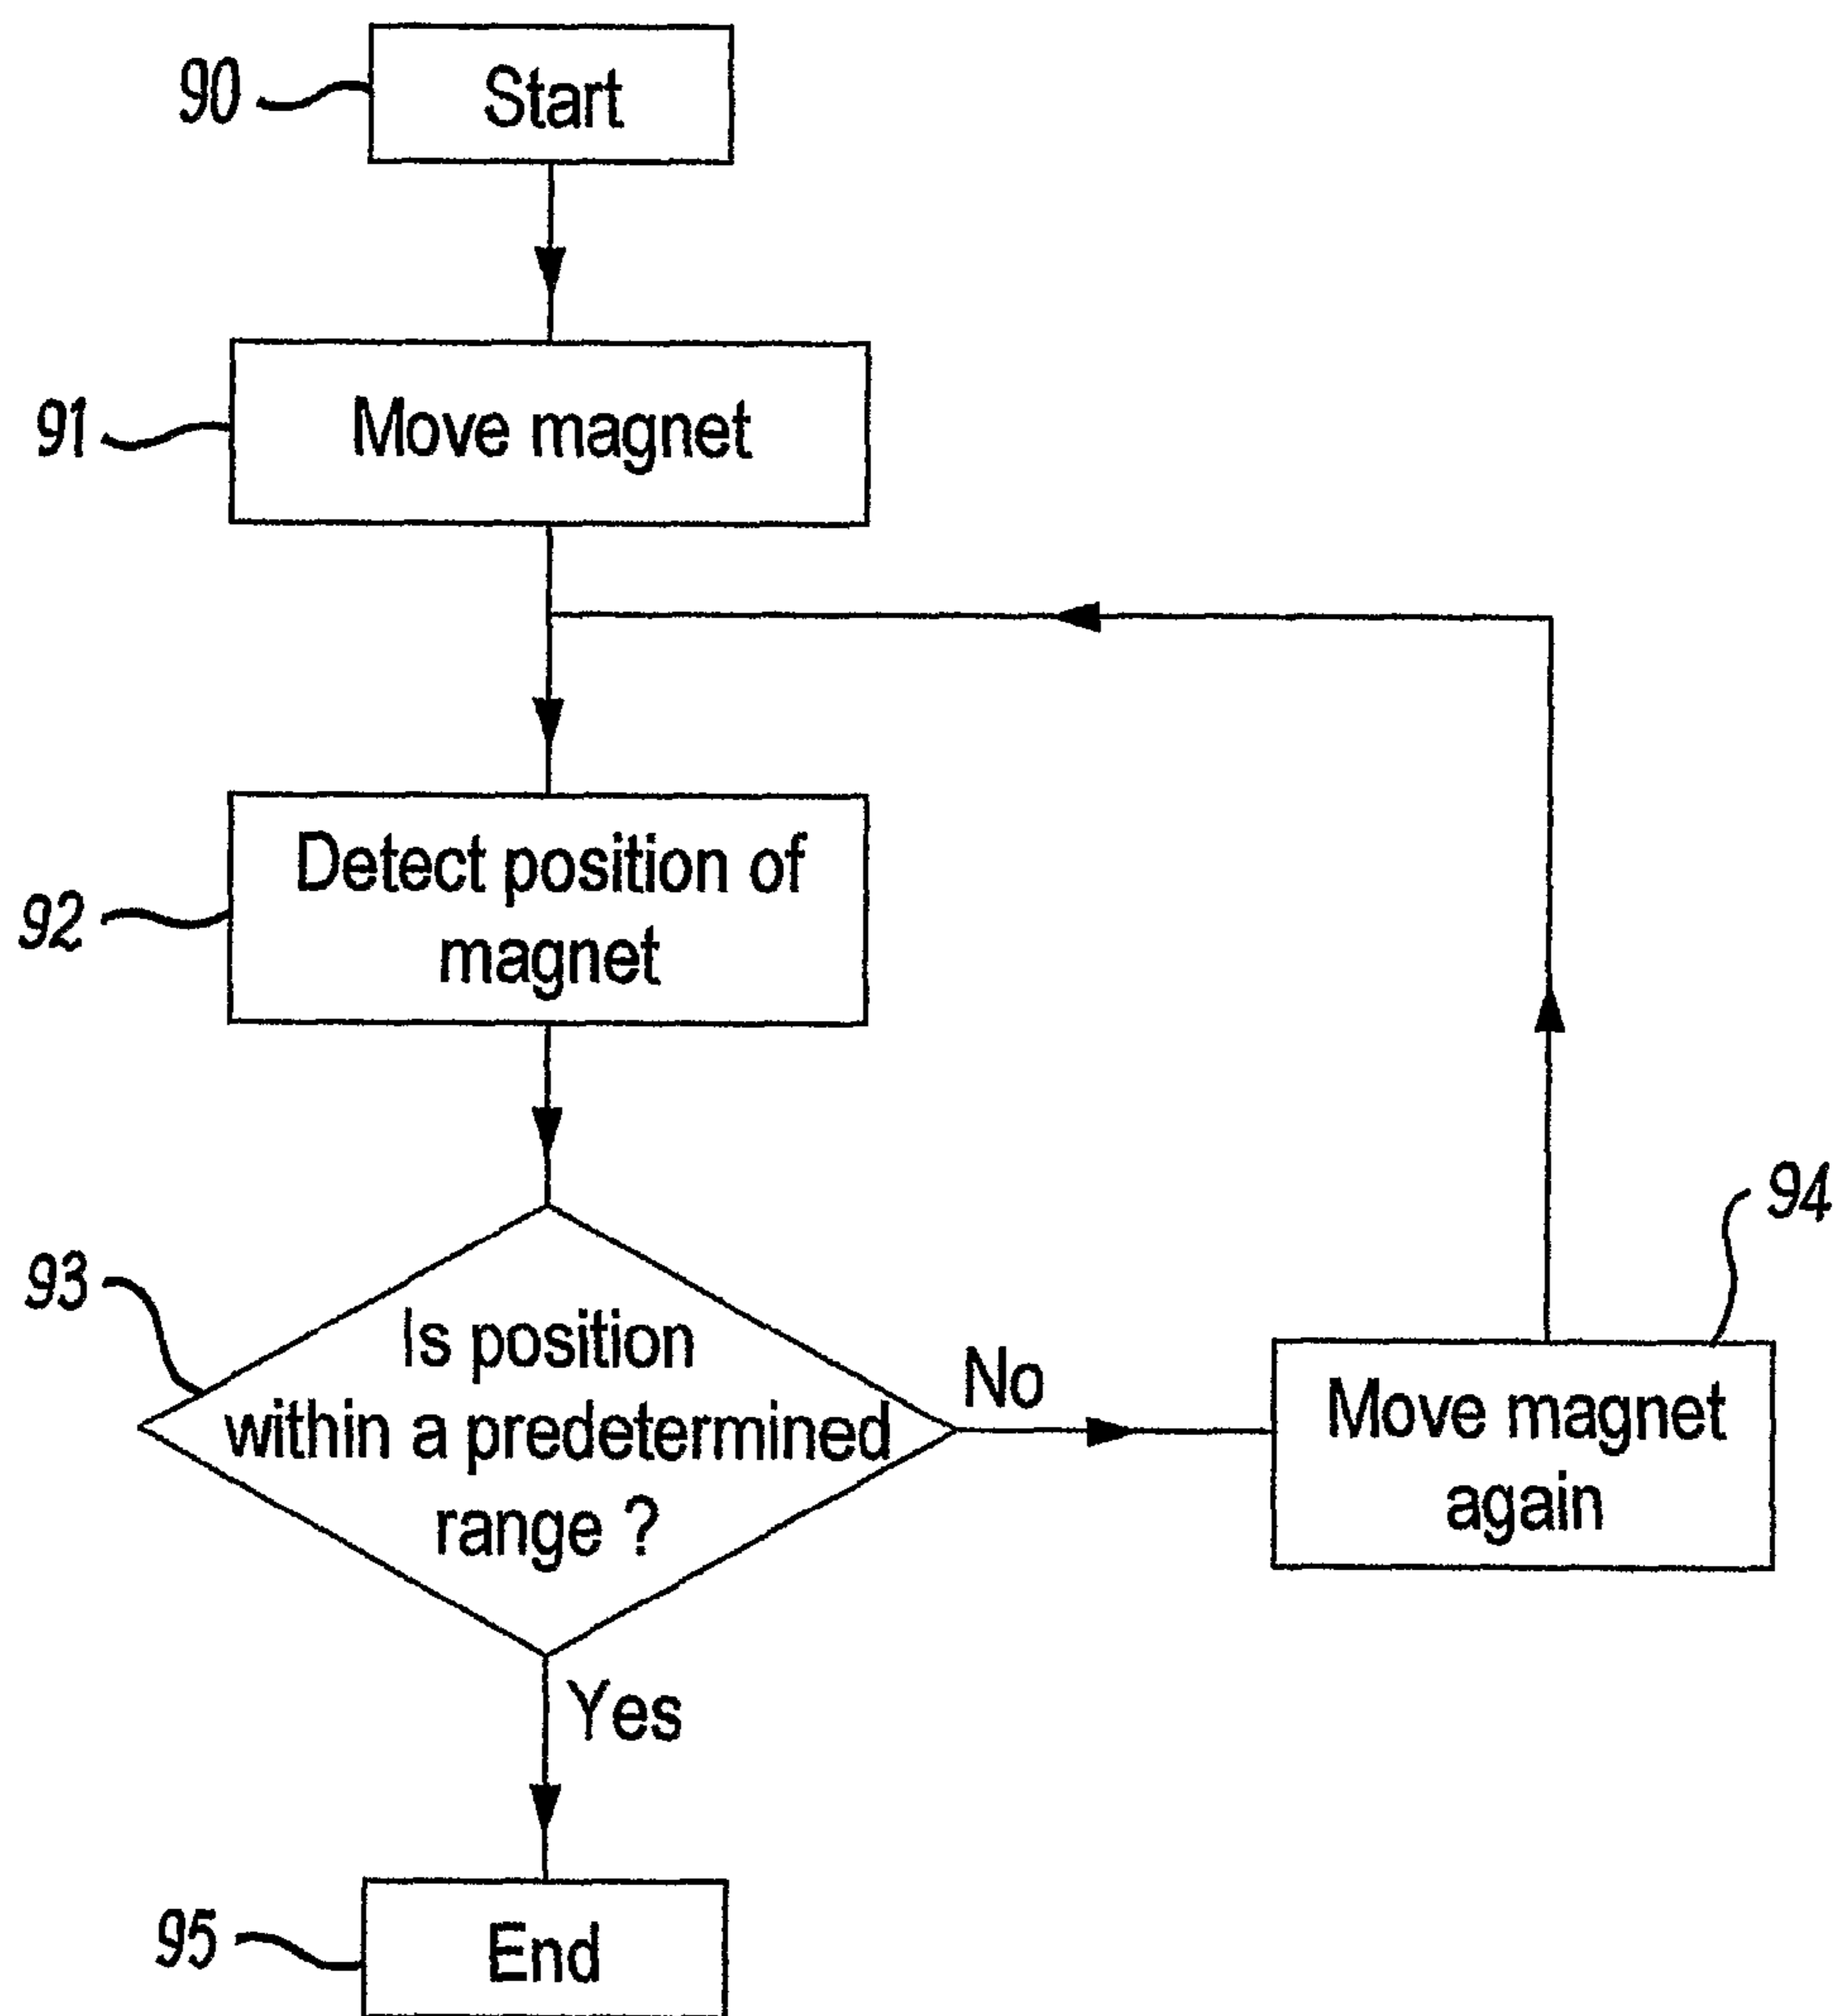 90
Start
91
Move magnet
92
Detect position of
magnet
93
Is position
within a predetermined
range ?
No
94
Move magnet
again
Yes
95
End